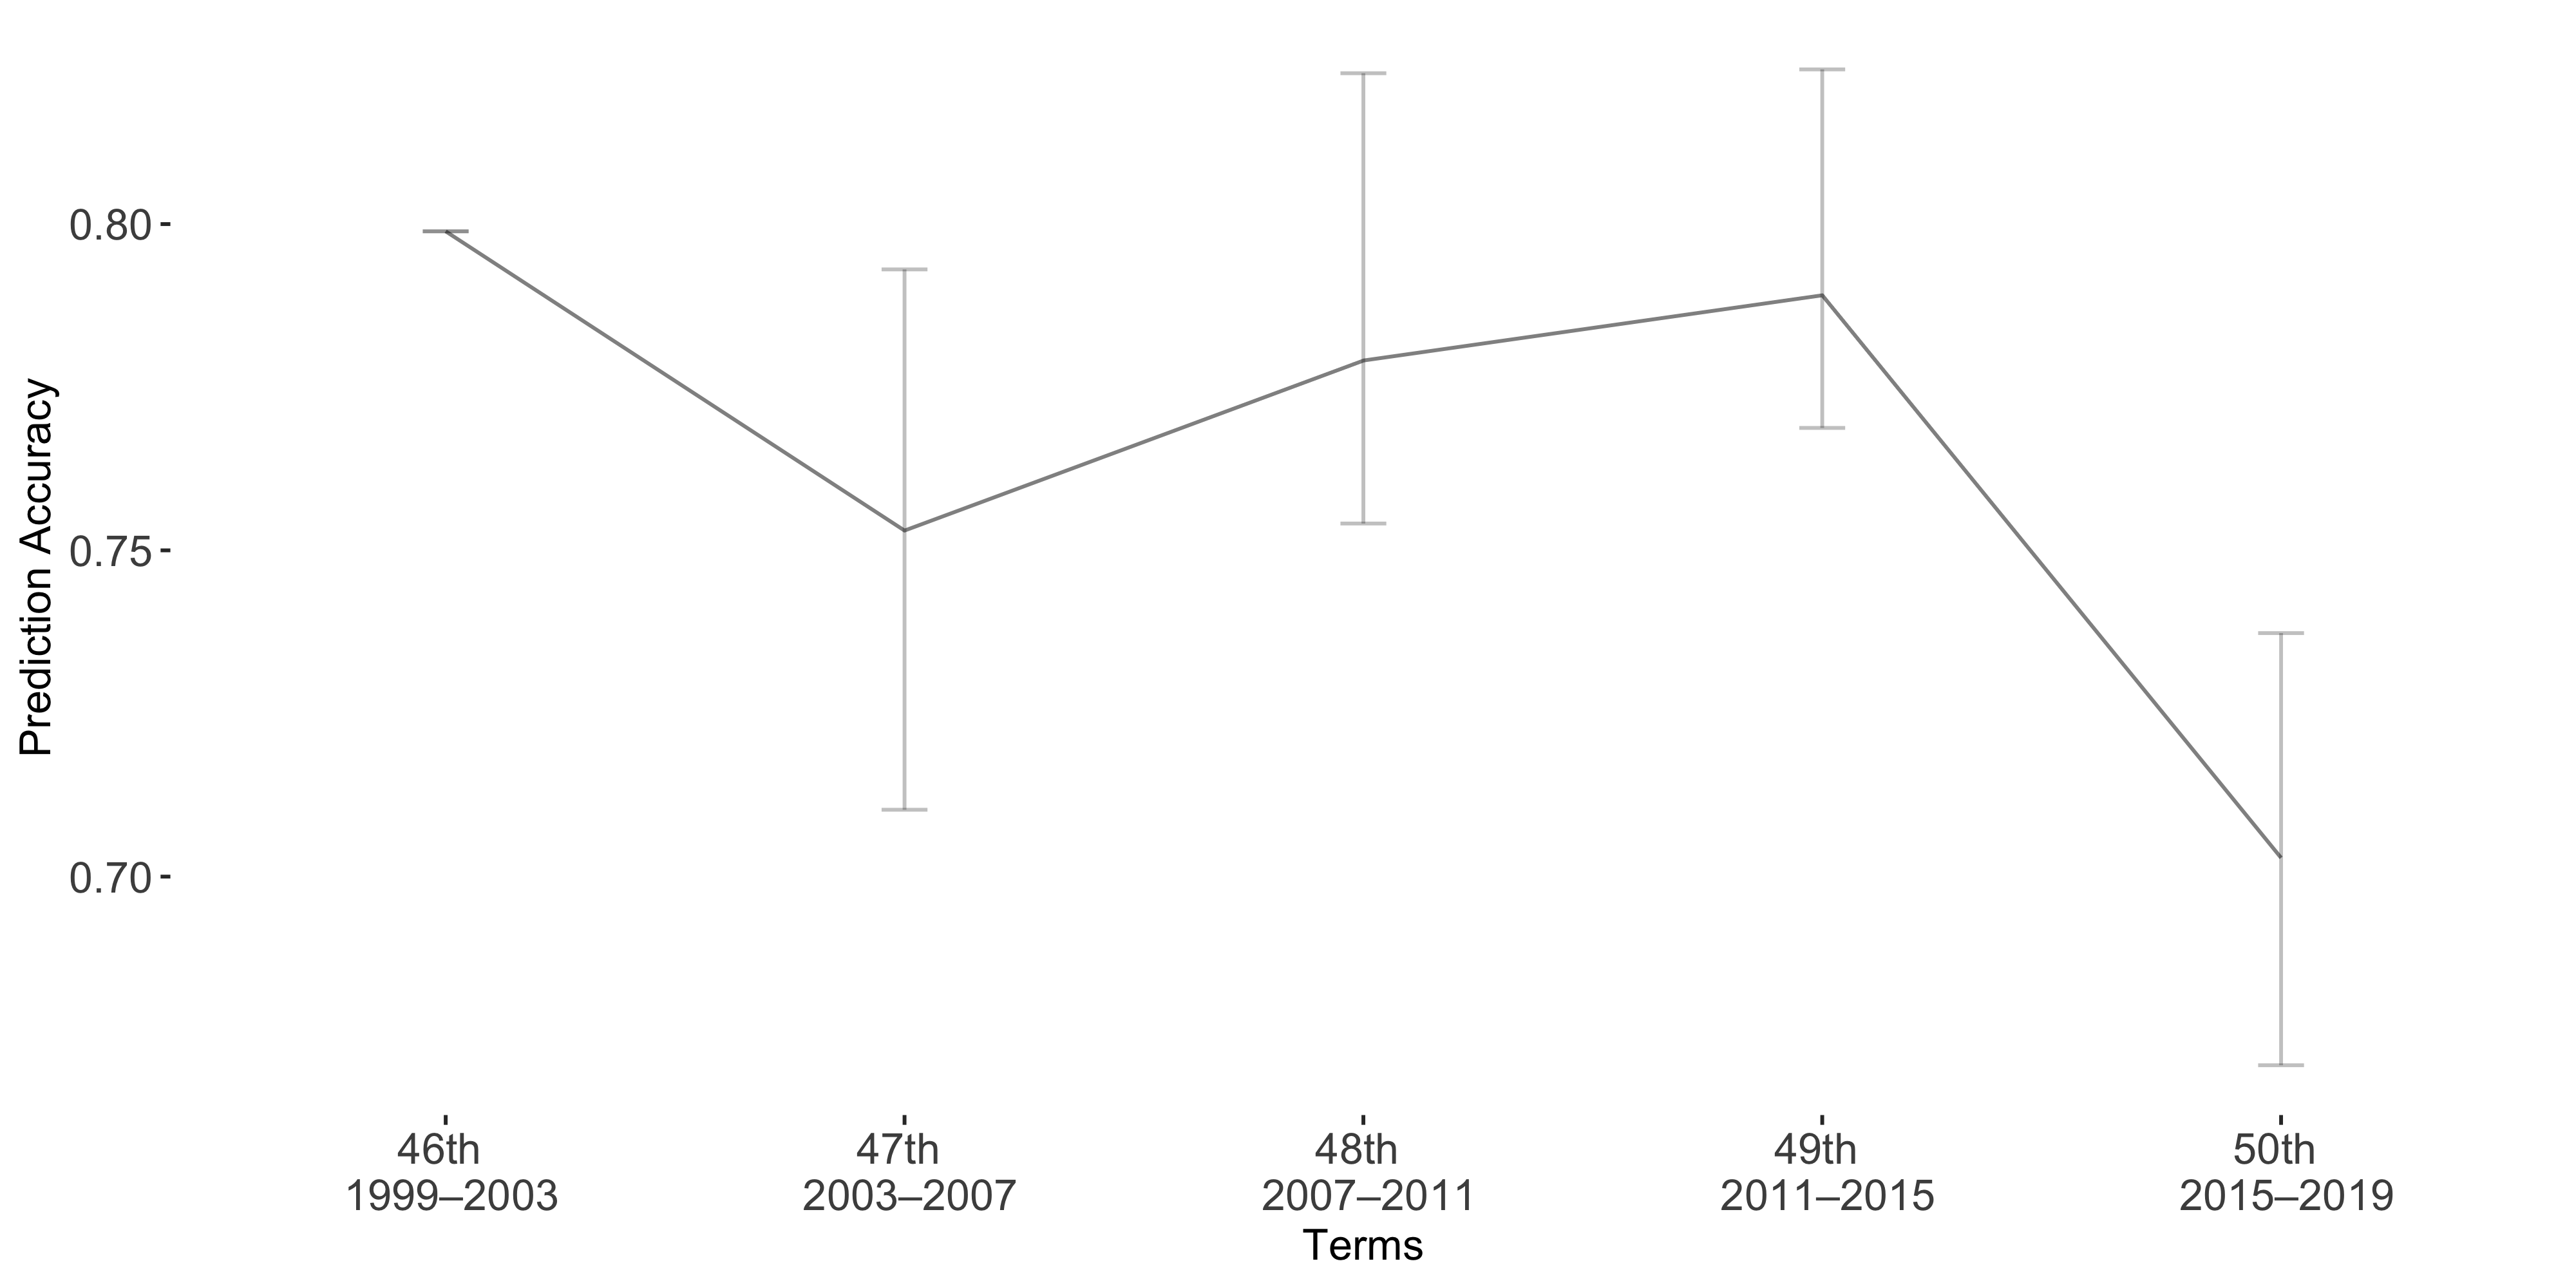 Prediction Accuracy
0.80
0.75
0.70
46th
1999–2003
47th
2003–2007
48th
2007–2011
49th
2011–2015
50th
2015–2019
Terms